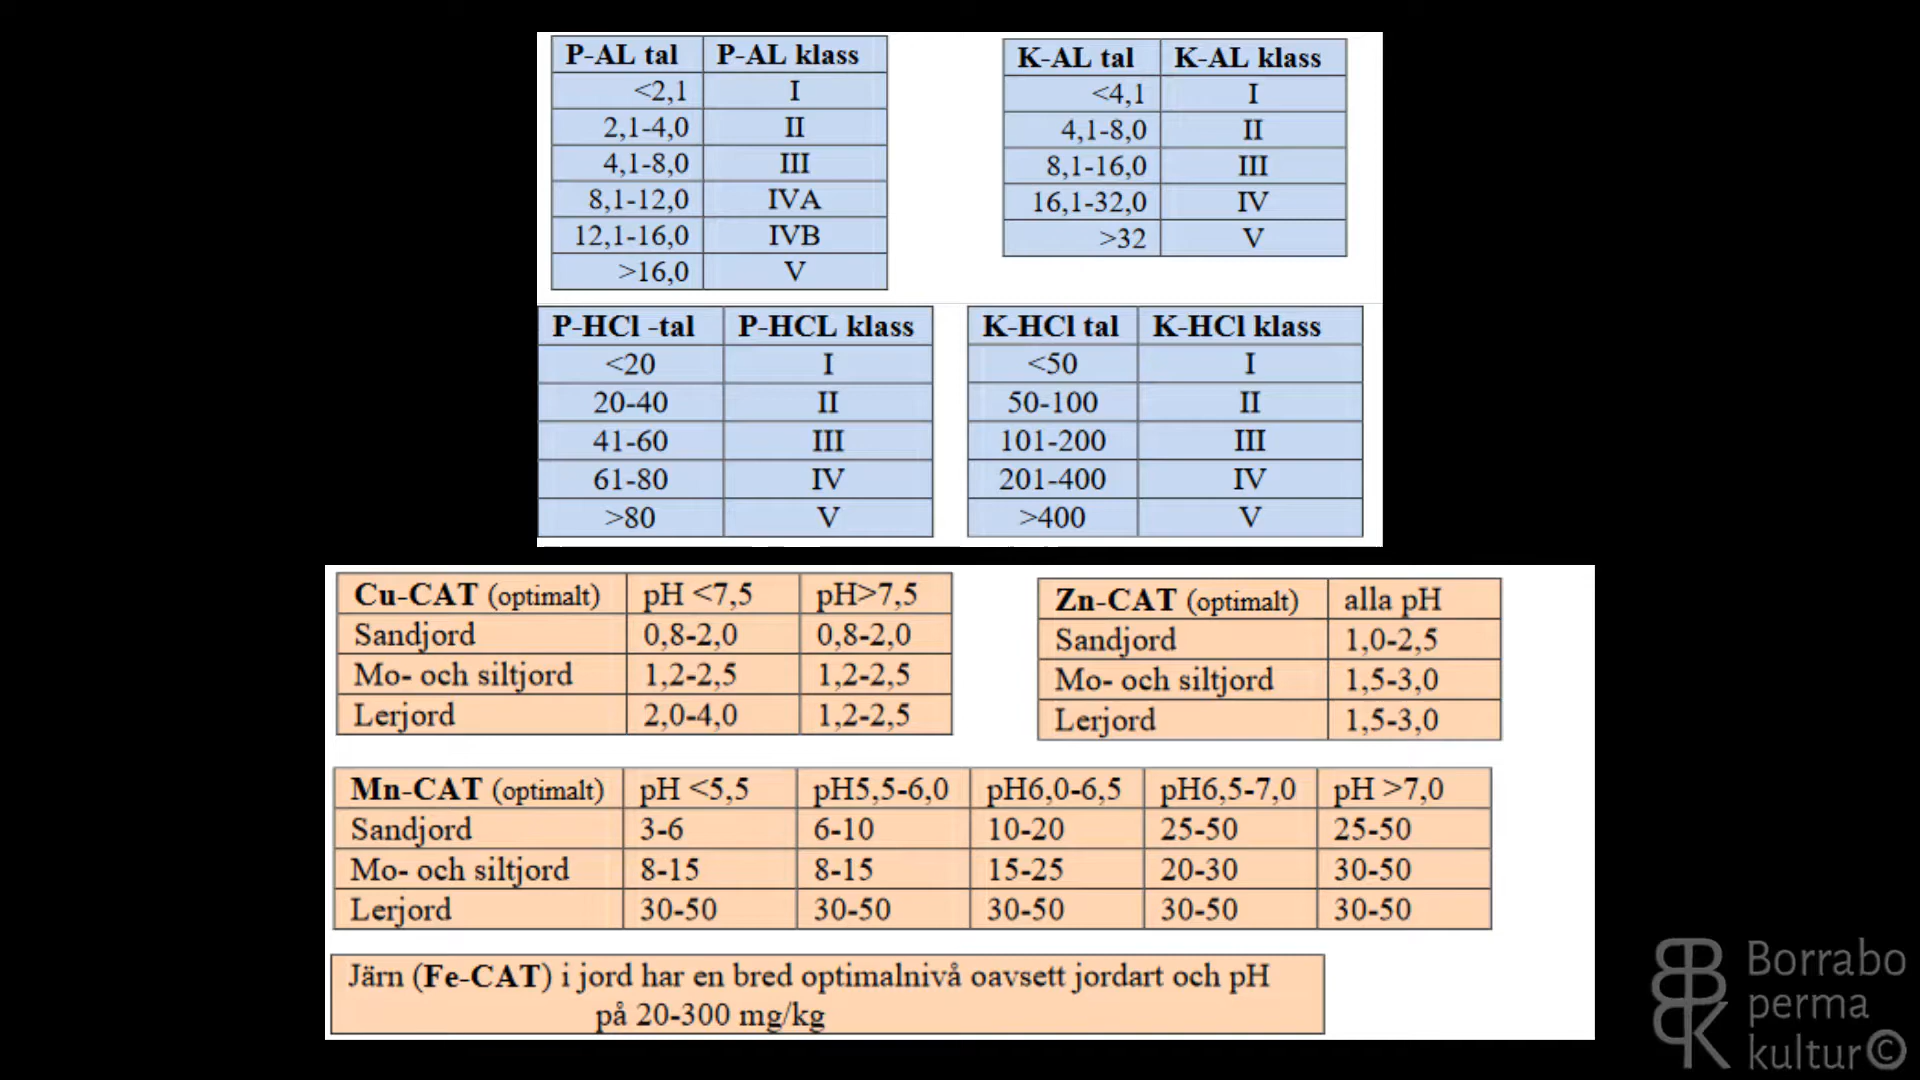 P-AL tal P-AL klass
<2,1 I
2,1-4,0 II
4,1-8,0 III
8,1-12,0 IVA
12,1-16,0 IVB
>16,0 V
K-AL tal K-AL klass
<4,1 I
4,1-8,0 II
8,1-16,0 III
16,1-32,0 IV
>32 V
P-HCl -tal P-HCL klass
<20 I
20-40 II
41-60 III
61-80 IV
>80 V
K-HCl tal K-HCl klass
<50 I
50-100 II
101-200 III
201-400 IV
>400 V
Cu-CAT (optimalt) pH <7,5 pH>7,5
Sandjord 0,8-2,0 0,8-2,0
Mo- och siltjord 1,2-2,5 1,2-2,5
Lerjord 2,0-4,0 1,2-2,5
Zn-CAT (optimalt) alla pH
Sandjord 1,0-2,5
Mo- och siltjord 1,5-3,0
Lerjord 1,5-3,0
Mn-CAT (optimalt) pH <5,5 pH5,5-6,0 pH6,0-6,5 pH6,5-7,0 pH >7,0
Sandjord 3-6 6-10 10-20 25-50 25-50
Mo- och siltjord 8-15 8-15 15-25 20-30 30-50
Lerjord 30-50 30-50 30-50 30-50 30-50
Järn (Fe-CAT) i jord har en bred optimalnivå oavsett jordart och pH
på 20-300 mg/kg
BPK
Borrabo
perma
kultur©